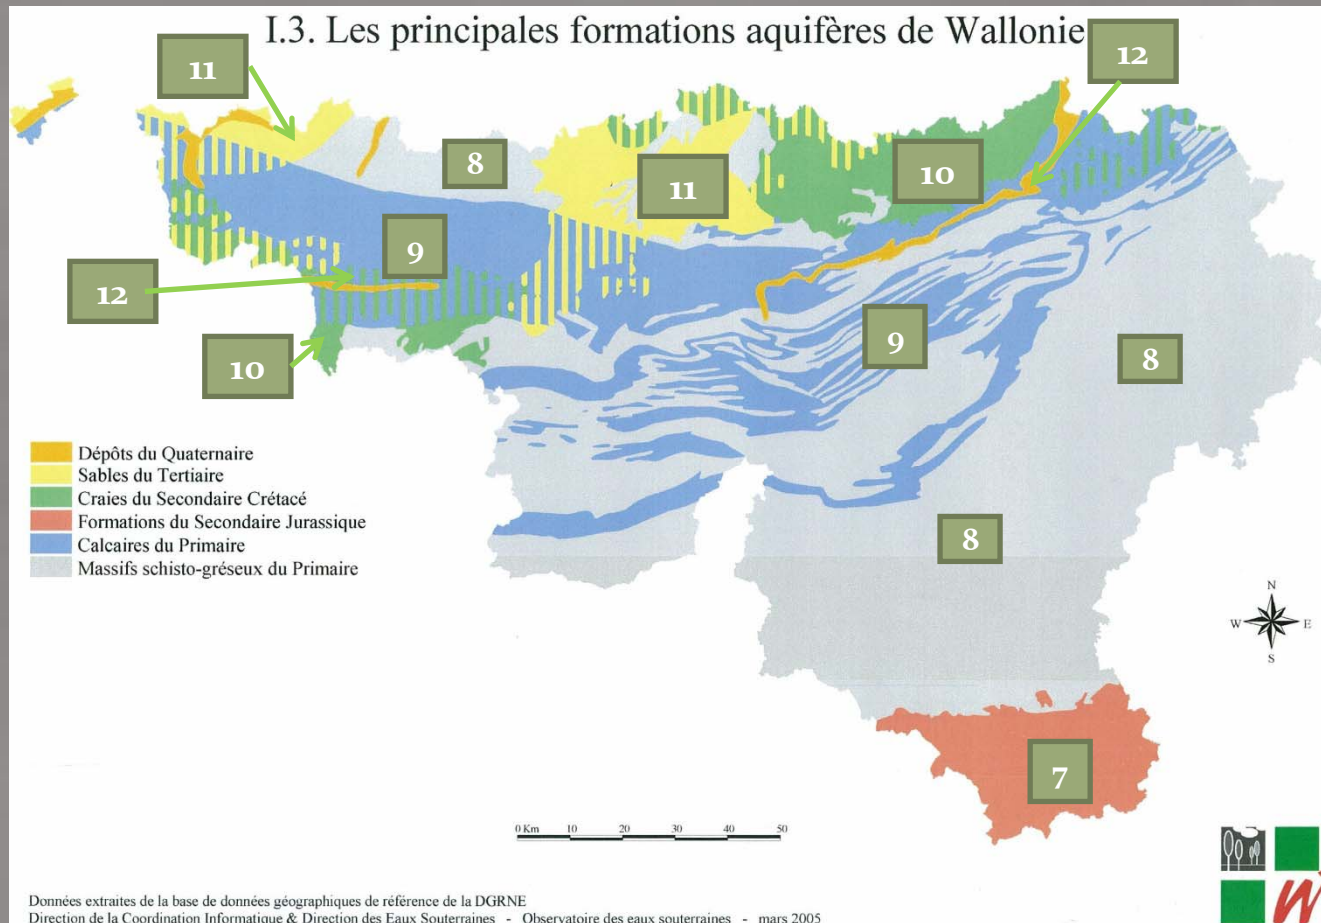 I.3. Les principales formations aquifères de Wallonie
12
11
8
10
11
9
12
9
10
8
Dépôts du Quaternaire
Sables du Tertiaire
Craies du Secondaire Crétacé
Formations du Secondaire Jurassique
Calcaires du Primaire
Massifs schisto-gréseux du Primaire
8
N
W E
S
7
0 Km 10 20 30 40 50
Données extraites de la base de données géographiques de référence de la DGRNE
Direction de la Coordination Informatique & Direction des Eaux Souterraines - Observatoire des eaux souterraines - mars 2005
W